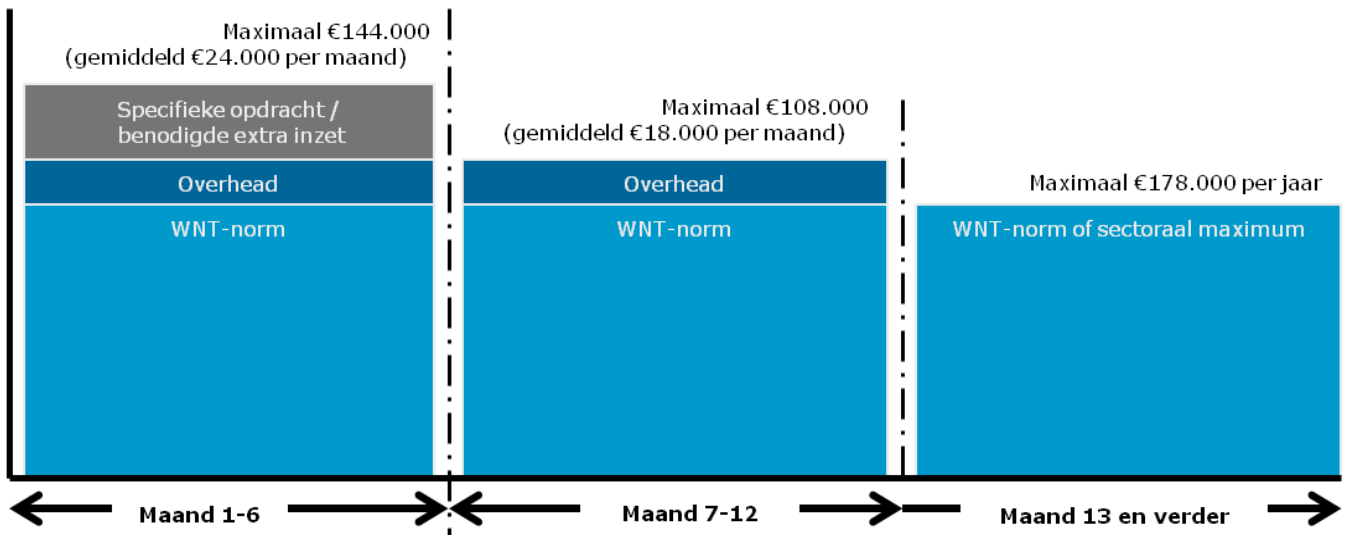 Maximaal €144.000
(gemiddeld €24.000 per maand)
Specifieke opdracht /
benodigde extra inzet
Overhead
WNT-norm
Maximaal €108.000
(gemiddeld €18.000 per maand)
Overhead
WNT-norm
Maximaal €178.000 per jaar
WNT-norm of sectoraal maximum
Maand 1-6
Maand 7-12
Maand 13 en verder